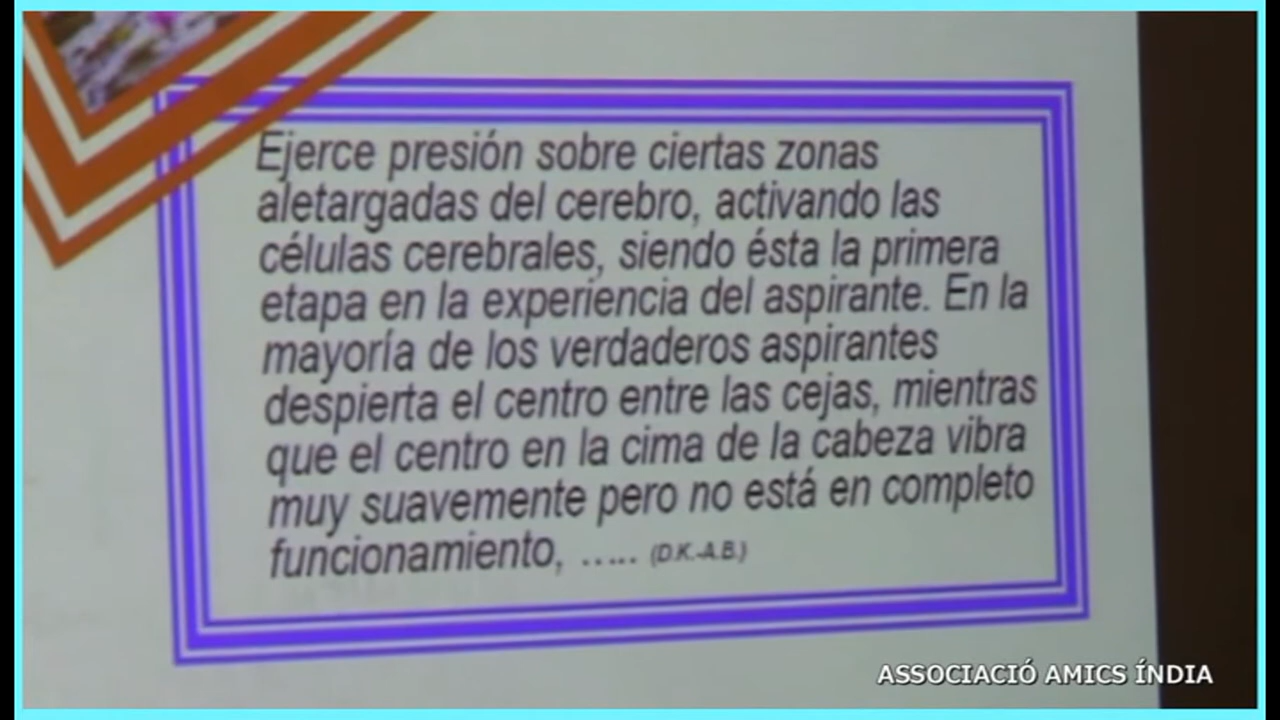 Ejerce presión sobre ciertas zonas
aletargadas del cerebro, activando las
células cerebrales, siendo ésta la primera
etapa en la experiencia del aspirante. En la
mayoría de los verdaderos aspirantes
despierta el centro entre las cejas, mientras
que el centro en la cima de la cabeza vibra
muy suavemente pero no está en completo
funcionamiento, ..... (D.K.-A.B.)
ASSOCIACIÓ AMICS ÍNDIA